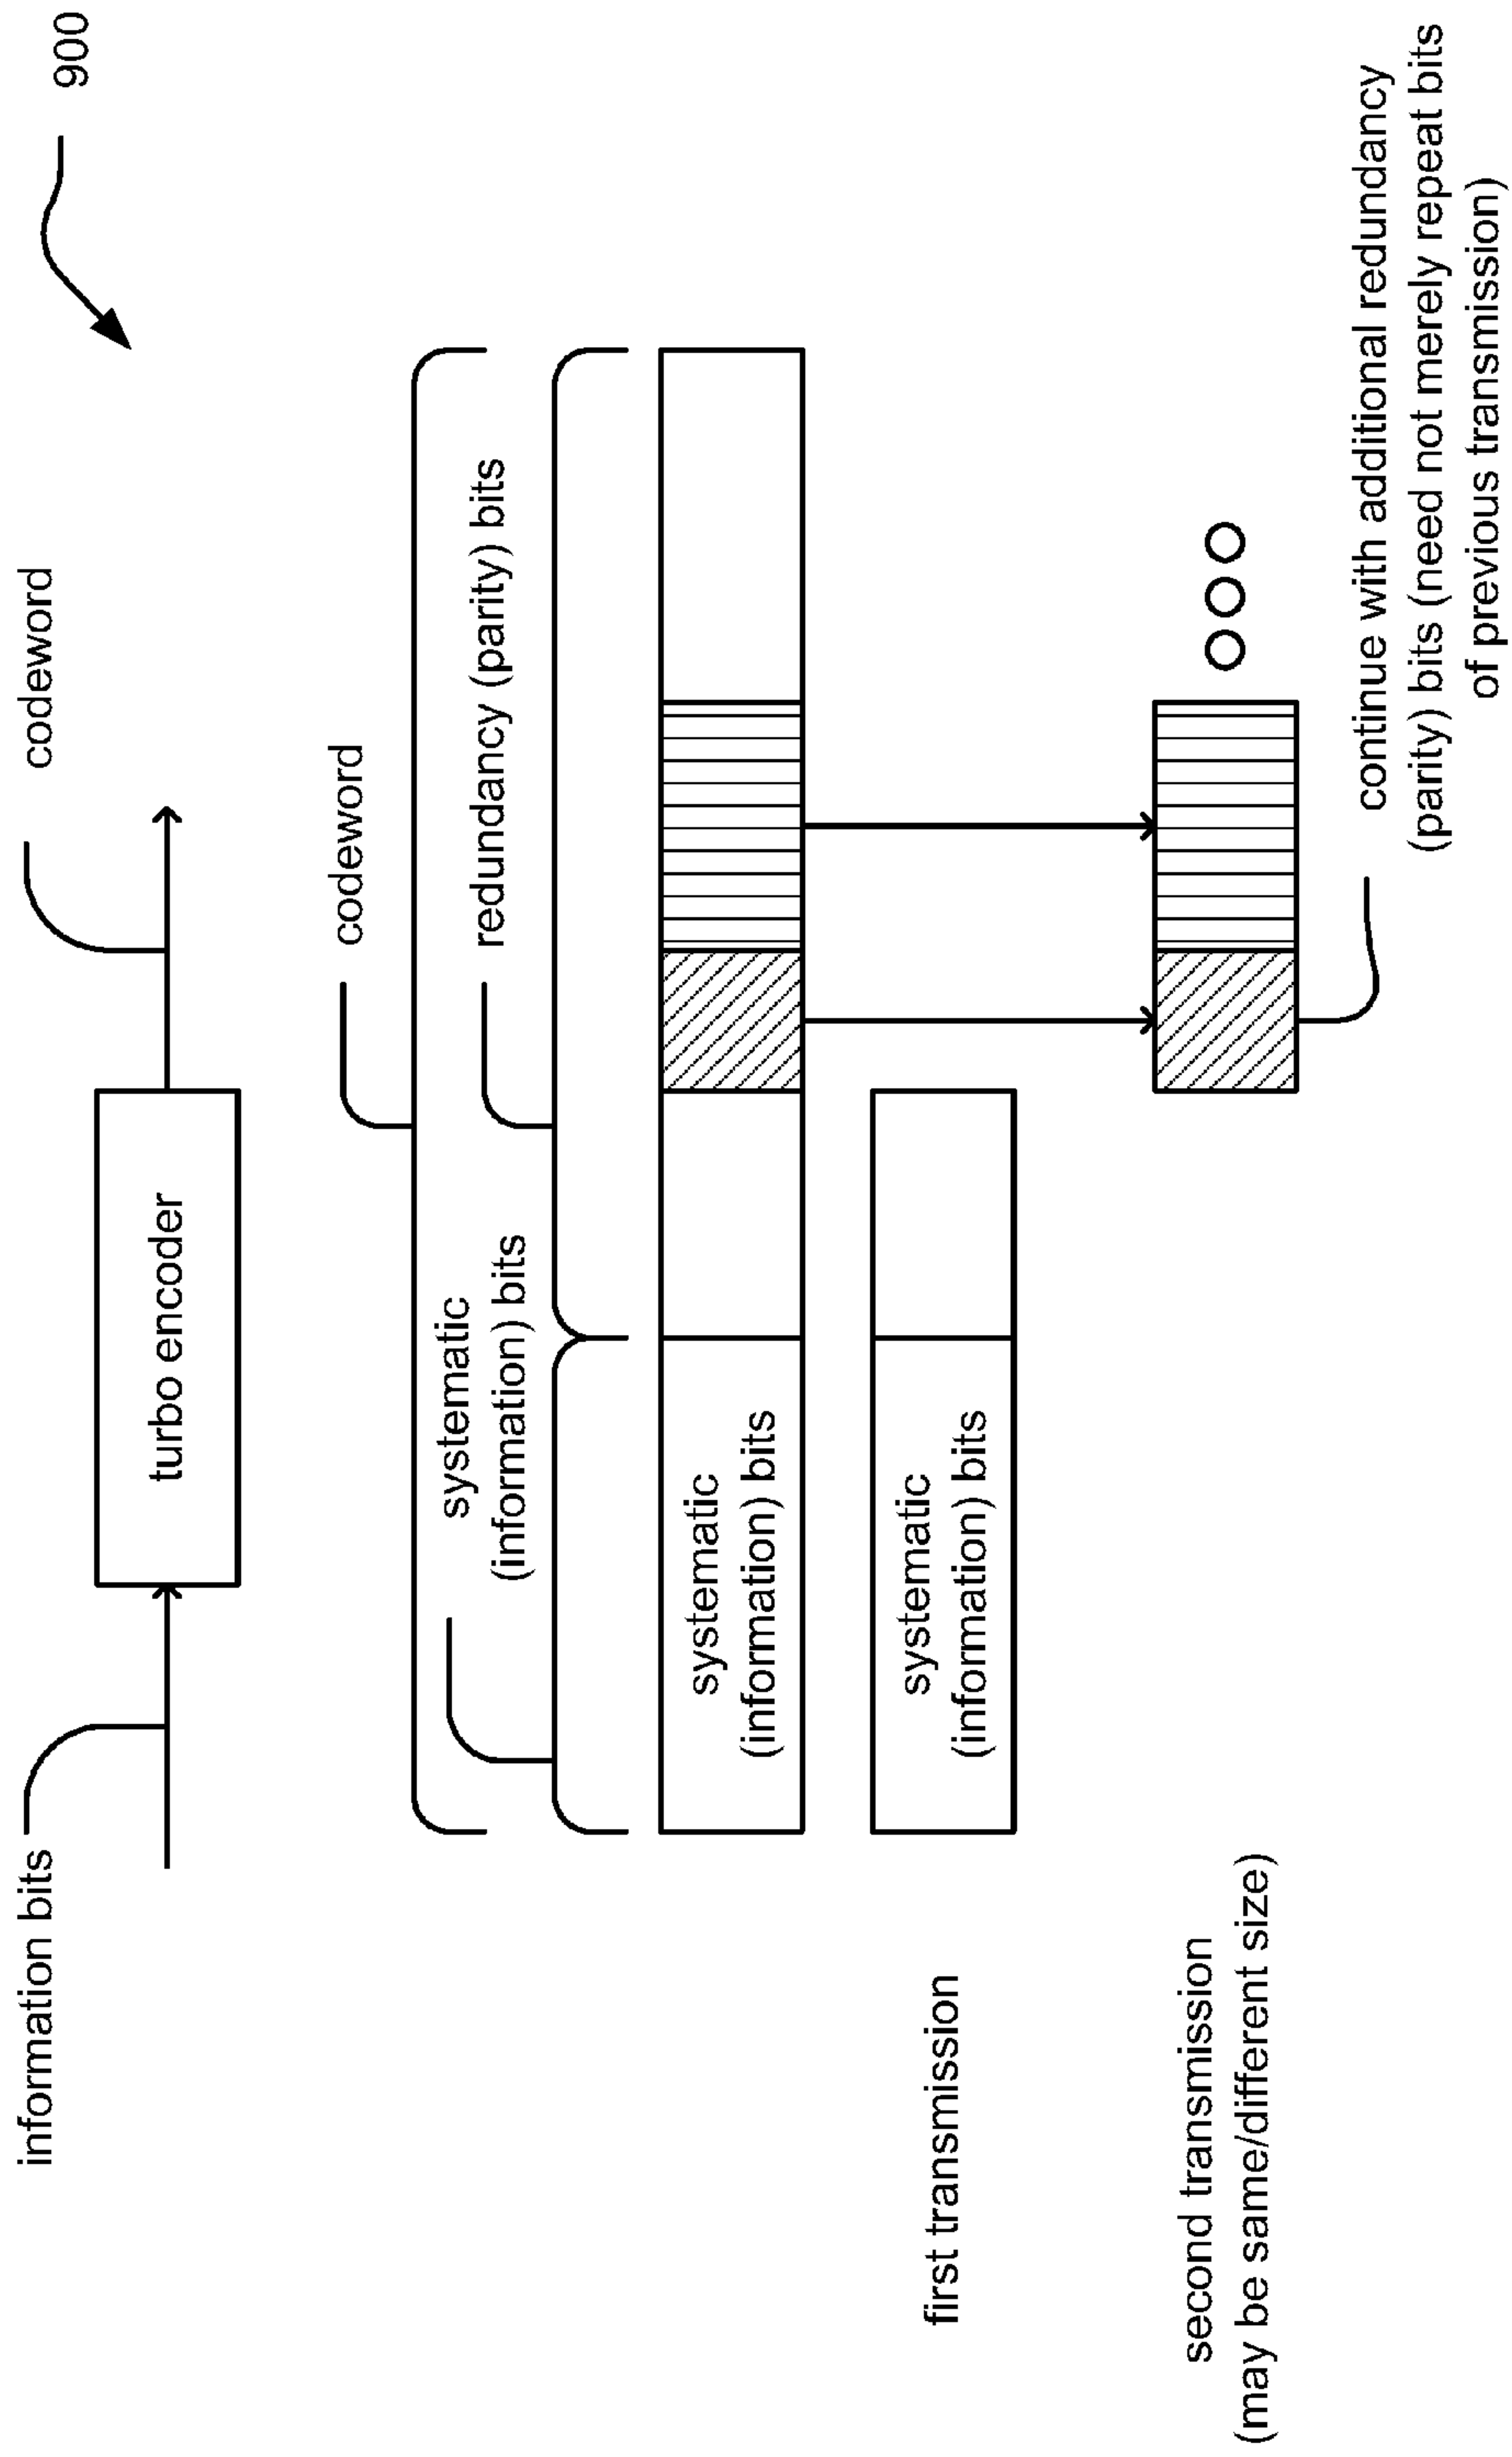 900
information bits
codeword
turbo encoder
codeword
systematic
(information) bits
redundancy (parity) bits
systematic
(information) bits
first transmission
systematic
(information) bits
second transmission
(may be same/different size)
continue with additional redundancy
(parity) bits (need not merely repeat bits
of previous transmission)